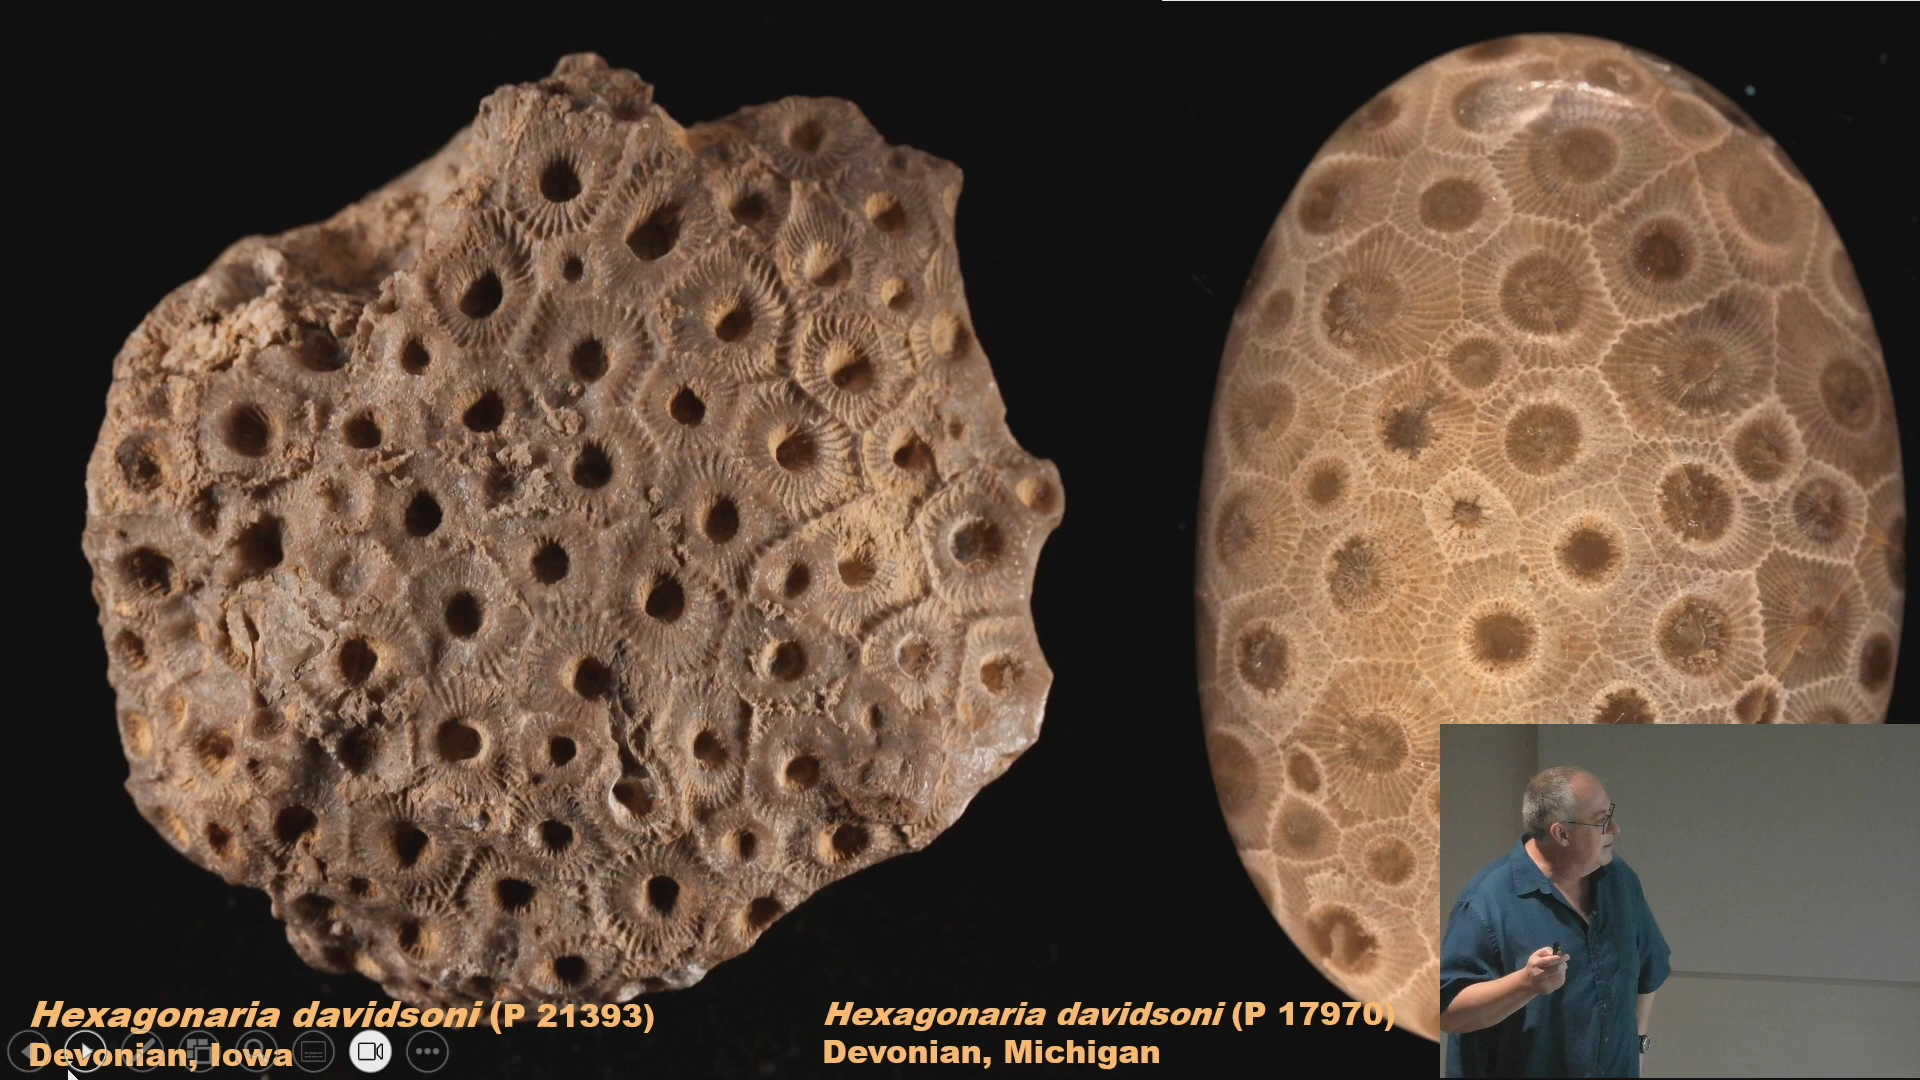 Hexagonaria davidsoni (P 21393)
Devonian, Iowa
Hexagonaria davidsoni (P 17970)
Devonian, Michigan